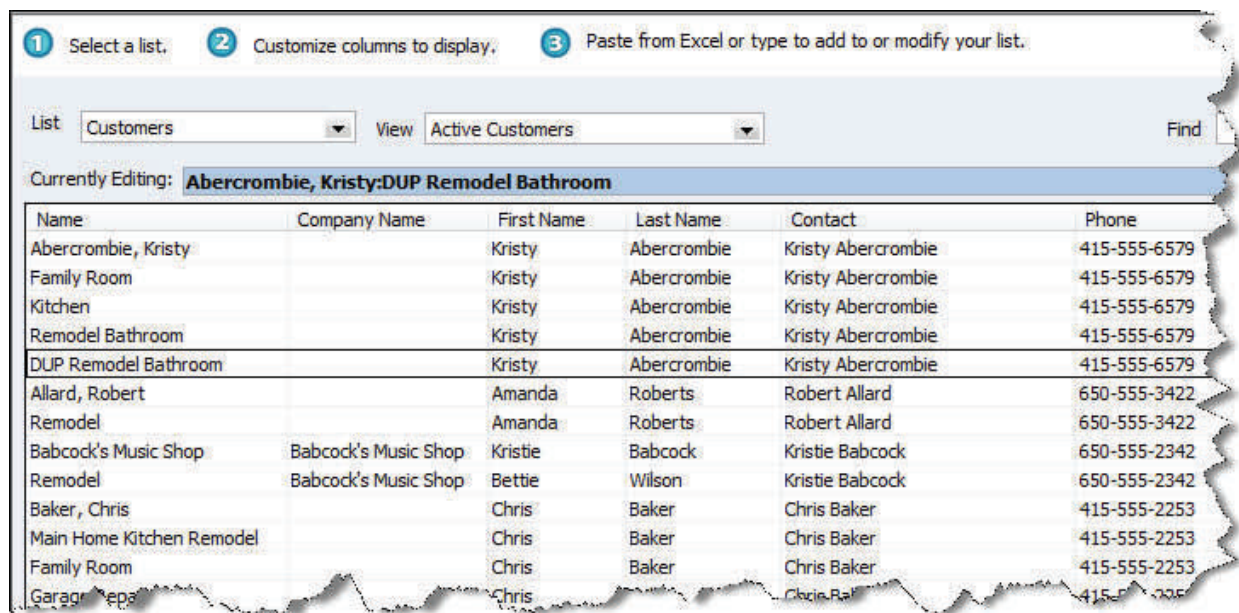 1 Select a list. 2 Customize columns to display. 3 Paste from Excel or type to add to or modify your list.
List Customers View Active Customers Find
Currently Editing: Abercrombie, Kristy:DUP Remodel Bathroom
Name Company Name First Name Last Name Contact Phone
Abercrombie, Kristy Kristy Abercrombie Kristy Abercrombie 415-555-6579
Family Room Kristy Abercrombie Kristy Abercrombie 415-555-6579
Kitchen Kristy Abercrombie Kristy Abercrombie 415-555-6579
Remodel Bathroom Kristy Abercrombie Kristy Abercrombie 415-555-6579
DUP Remodel Bathroom Kristy Abercrombie Kristy Abercrombie 415-555-6579
Allard, Robert Amanda Roberts Robert Allard 650-555-3422
Remodel Amanda Roberts Robert Allard 650-555-3422
Babcock's Music Shop Babcock's Music Shop Kristie Babcock Kristie Babcock 650-555-2342
Remodel Babcock's Music Shop Bettie Wilson Kristie Babcock 650-555-2342
Baker, Chris Chris Baker Chris Baker 415-555-2253
Main Home Kitchen Remodel Chris Baker Chris Baker 415-555-2253
Family Room Chris Baker Chris Baker 415-555-2253
Garage Chris